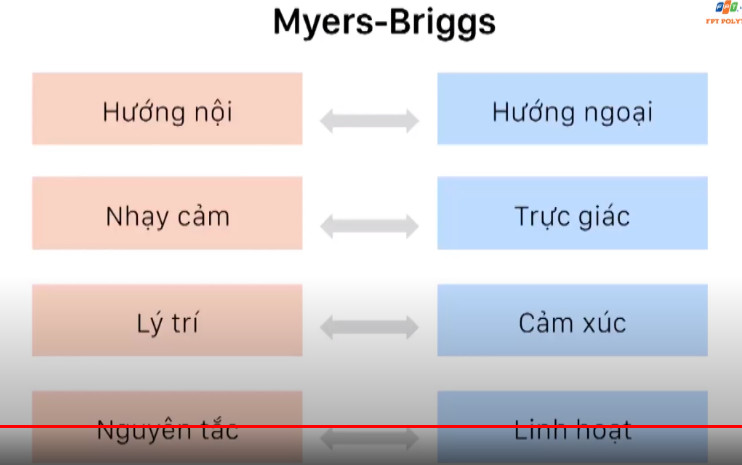 Myers-Briggs
FPT POLY
Hướng nội
Hướng ngoại
Nhạy cảm
Trực giác
Lý trí
Cảm xúc
Nguyên tắc
Linh hoạt